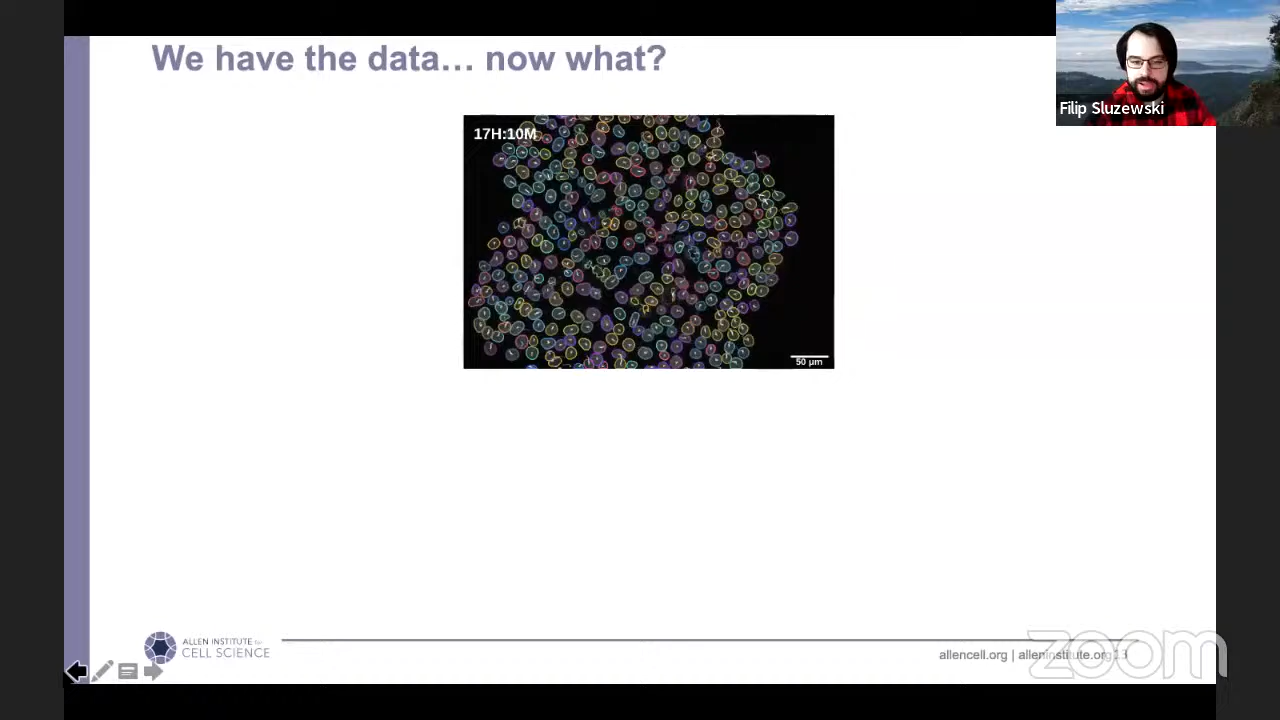 We have the data... now what?
Filip Sluzewski
17H:10M
50 µm
ALLEN INSTITUTE for
CELL SCIENCE
allencell.org | alleninstitute.org 13
zoom